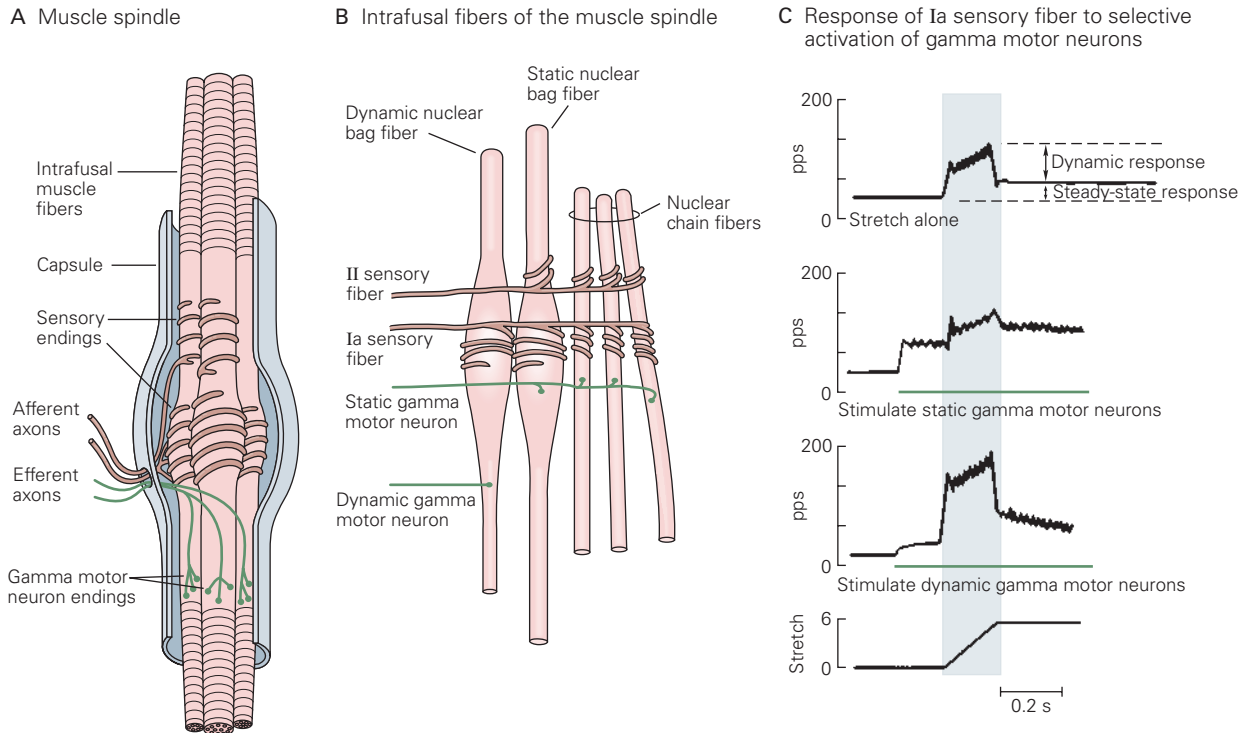 A Muscle spindle
Intrafusal
muscle
fibers
Capsule
Sensory
endings
Afferent
axons
Efferent
axons
Gamma motor
neuron endings
B Intrafusal fibers of the muscle spindle
Static nuclear
bag fiber
Dynamic nuclear
bag fiber
Nuclear
chain fibers
II sensory
fiber
Ia sensory
fiber
Static gamma
motor neuron
Dynamic gamma
motor neuron
C Response of Ia sensory fiber to selective
activation of gamma motor neurons
200
pps
0
Dynamic response
Steady-state response
Stretch alone
200
pps
0
Stimulate static gamma motor neurons
200
pps
0
Stimulate dynamic gamma motor neurons
6
Stretch
0
0.2 s